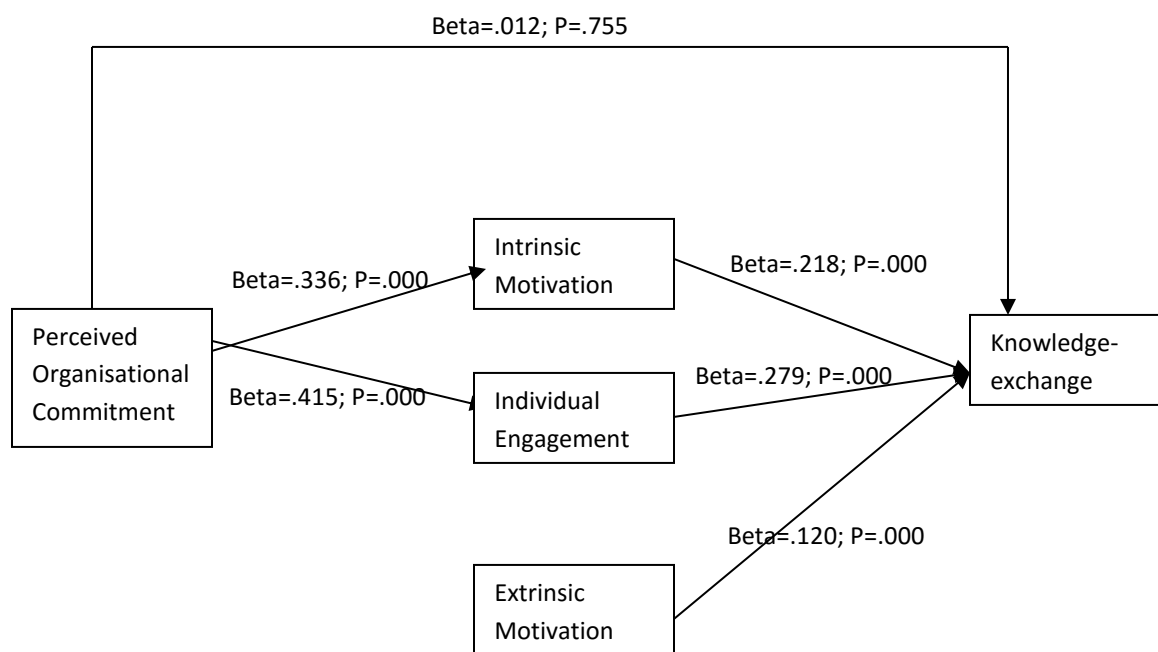 Beta=.012; P=.755
Intrinsic
Motivation
Beta=.336; P=.000
Beta=.218; P=.000
Perceived
Organisational
Commitment
Knowledge-
exchange
Beta=.415; P=.000
Beta=.279; P=.000
Individual
Engagement
Beta=.120; P=.000
Extrinsic
Motivation